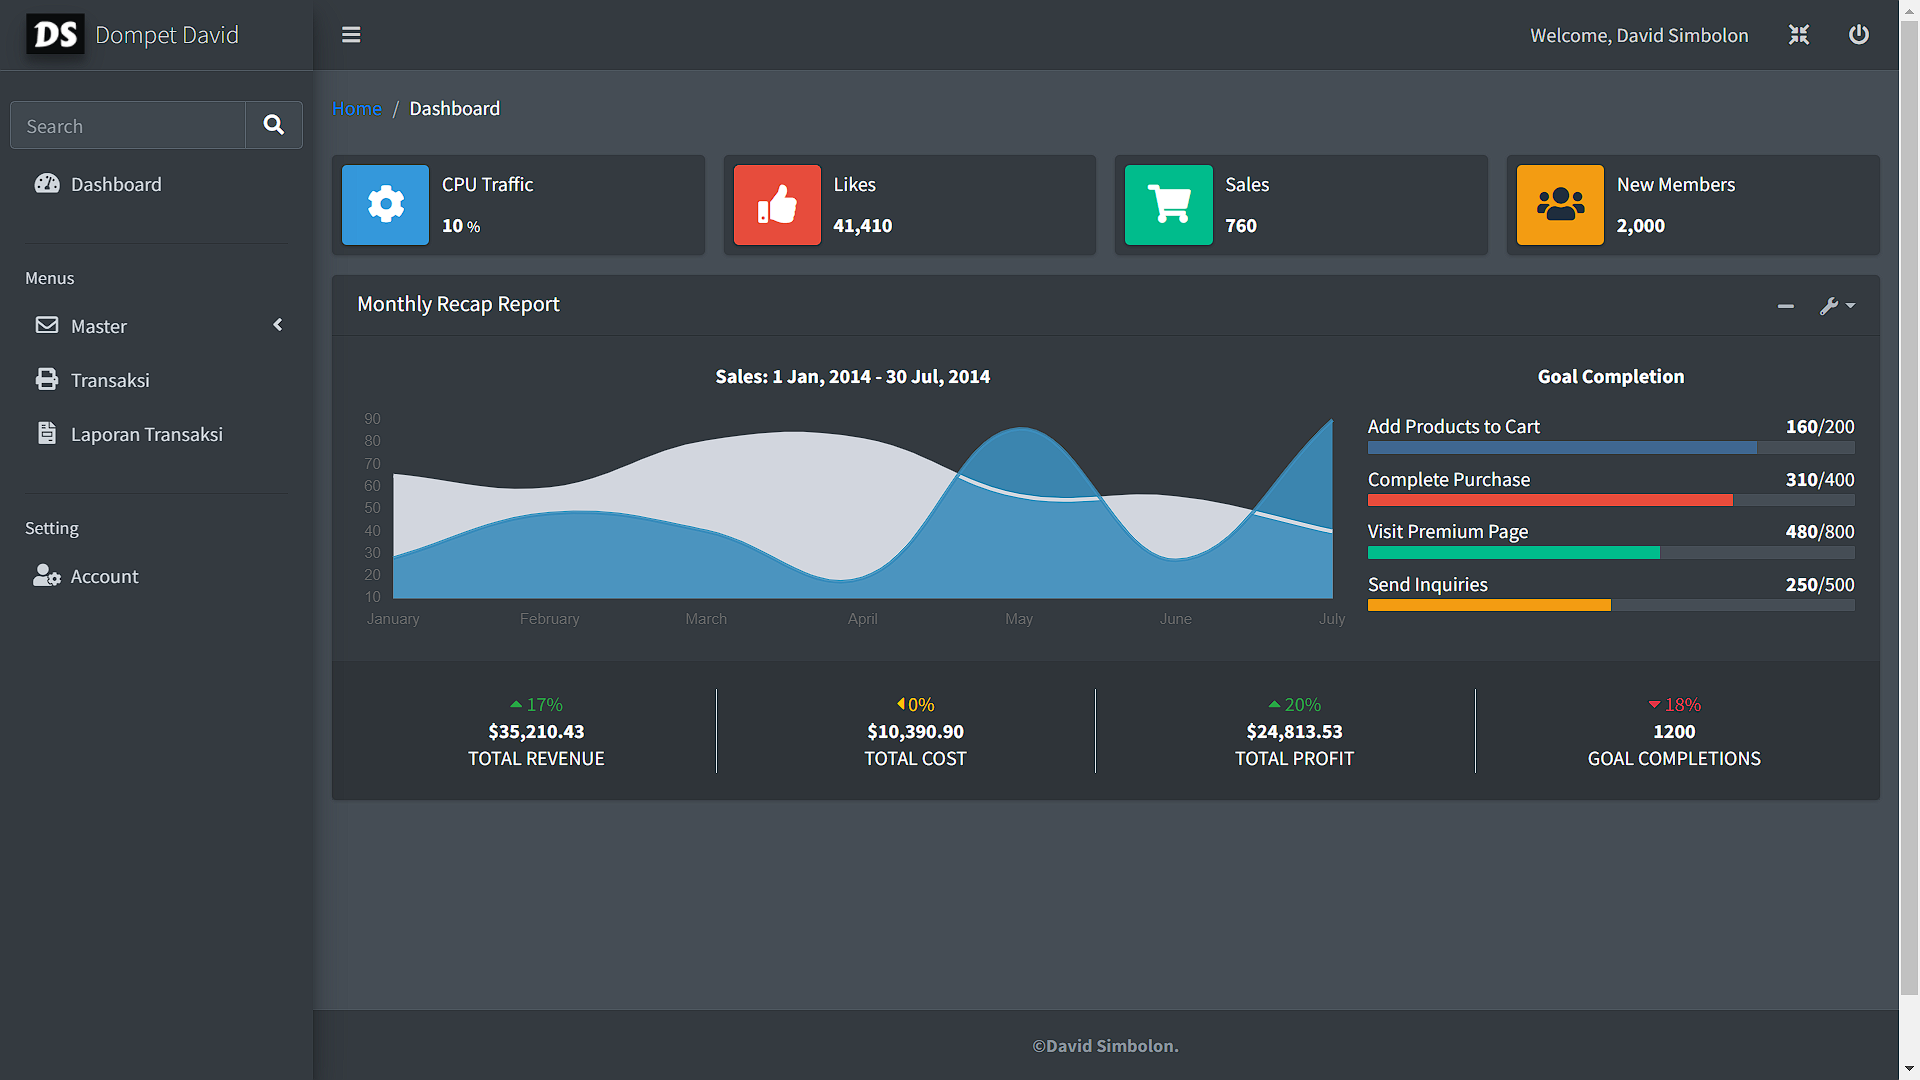 DS Dompet David
Welcome, David Simbolon
Search
Dashboard
Menus
Master
Transaksi
Laporan Transaksi
Setting
Account
Home / Dashboard
CPU Traffic
10 %
Likes
41,410
Sales
760
New Members
2,000
Monthly Recap Report
Sales: 1 Jan, 2014 - 30 Jul, 2014
90
80
70
60
50
40
30
20
10
January February March April May June July
Goal Completion
Add Products to Cart 160/200
Complete Purchase 310/400
Visit Premium Page 480/800
Send Inquiries 250/500
17%
$35,210.43
TOTAL REVENUE
0%
$10,390.90
TOTAL COST
20%
$24,813.53
TOTAL PROFIT
18%
1200
GOAL COMPLETIONS
©David Simbolon.